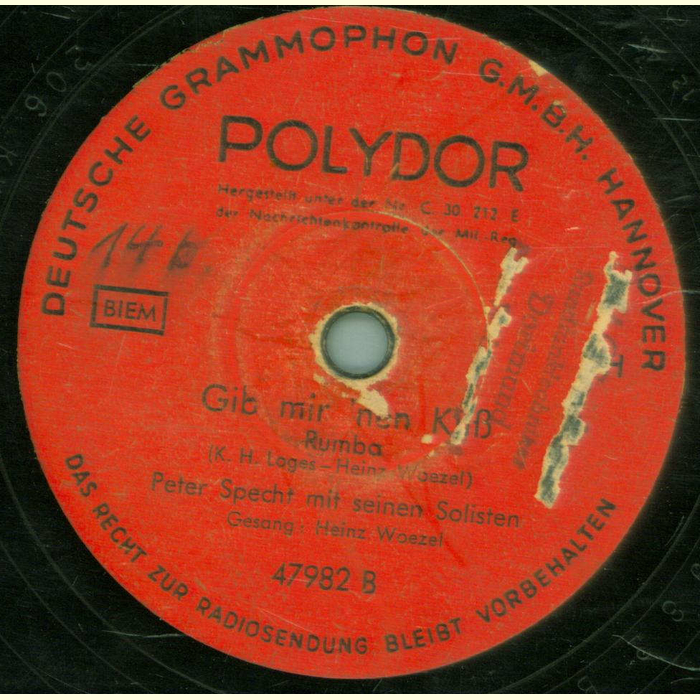 DEUTSCHE GRAMMOPHON G.M.B.H. HANNOVER
POLYDOR
Hergestellt unter der Nr. C. 30 212 E
der Nachrichtenkontrolle der Mil. Reg.
14 b.
BIEM
Dortmund
Gib mir 'nen Kuß
Rumba
(K. H. Loges – Heinz Woezel)
Peter Specht mit seinen Solisten
Gesang: Heinz Woezel
47982 B
DAS RECHT ZUR RADIOSENDUNG BLEIBT VORBEHALTEN